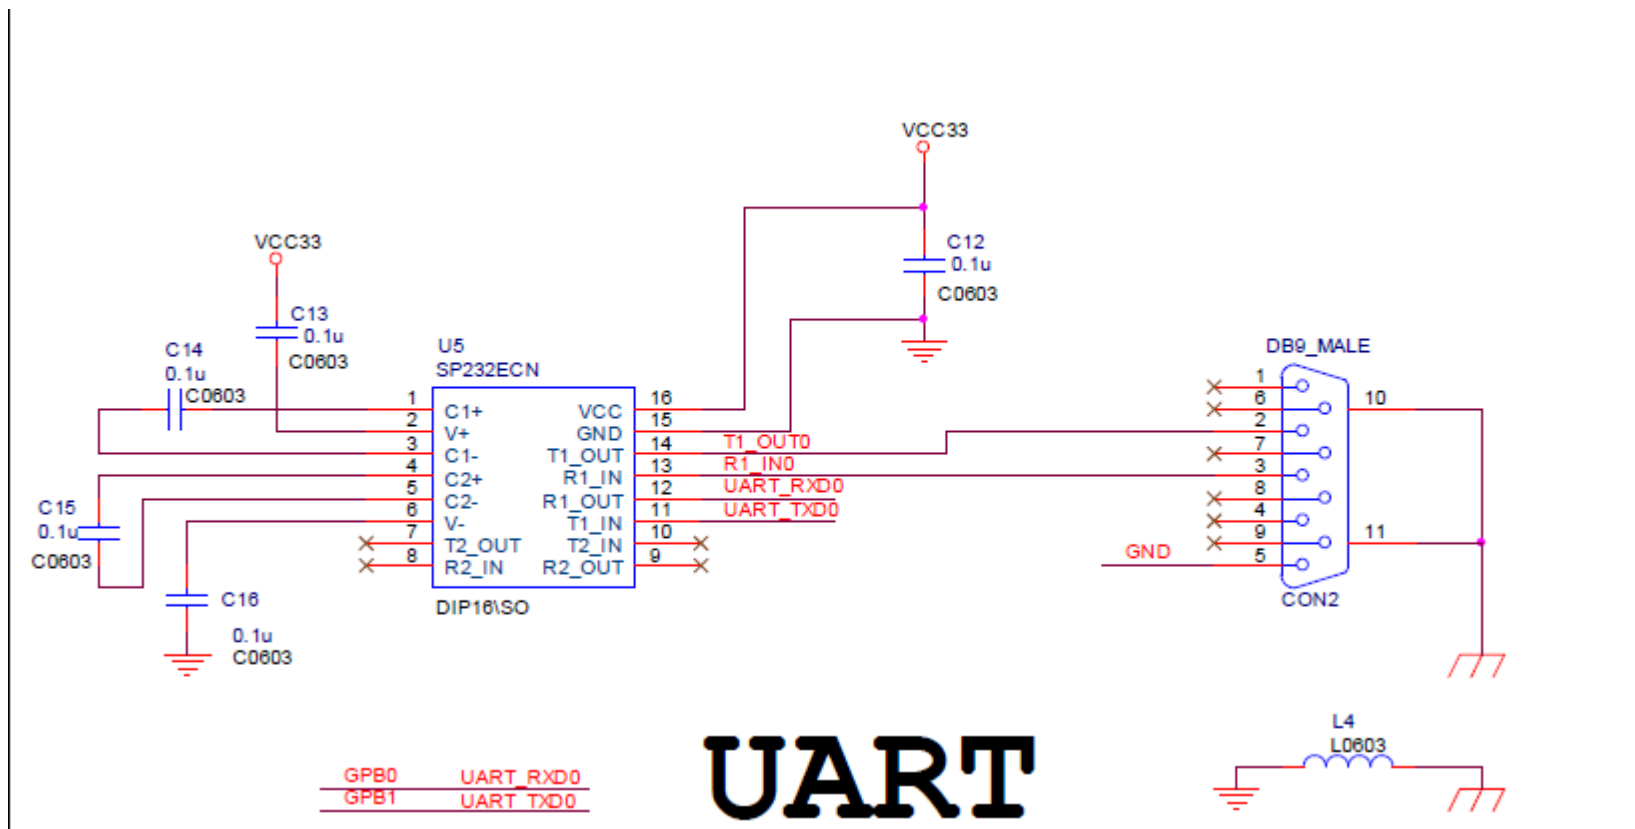 VCC33
VCC33
C12
0.1u
C0603
C13
0.1u
C0603
C14
0.1u
C0603
U5
SP232ECN
1 C1+
2 V+
3 C1-
4 C2+
5 C2-
6 V-
7 T2_OUT
8 R2_IN
VCC 16
GND 15
T1_OUT 14 T1_OUT0
R1_IN 13 R1_IN0
R1_OUT 12 UART_RXD0
T1_IN 11 UART_TXD0
T2_IN 10
R2_OUT 9
DIP16\SO
C15
0.1u
C0603
C16
0.1u
C0603
DB9_MALE
1
6
2
7
3
8
4
9
GND 5
10
11
CON2
L4
L0603
GPB0 UART_RXD0
GPB1 UART_TXD0
UART